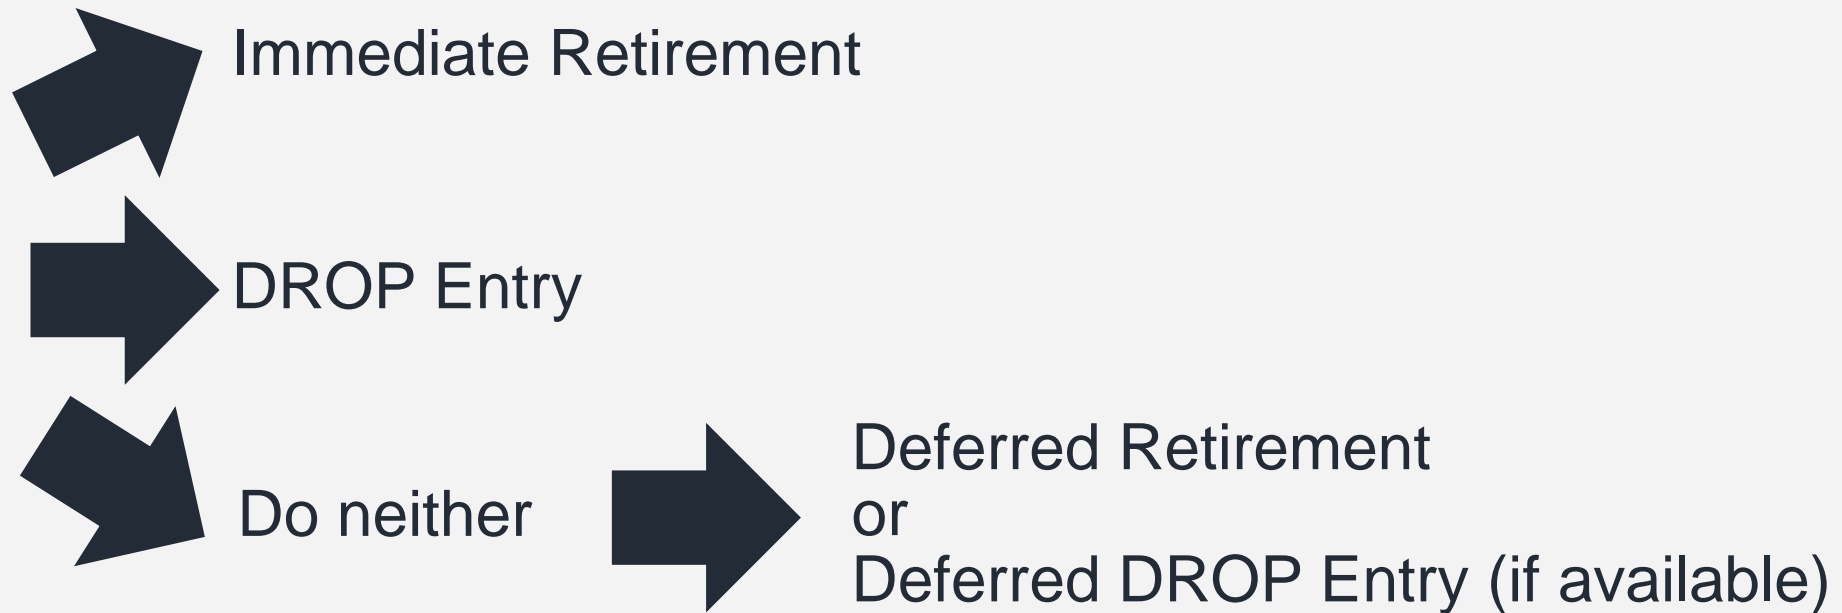 Immediate Retirement
DROP Entry
Do neither
Deferred Retirement
or
Deferred DROP Entry (if available)